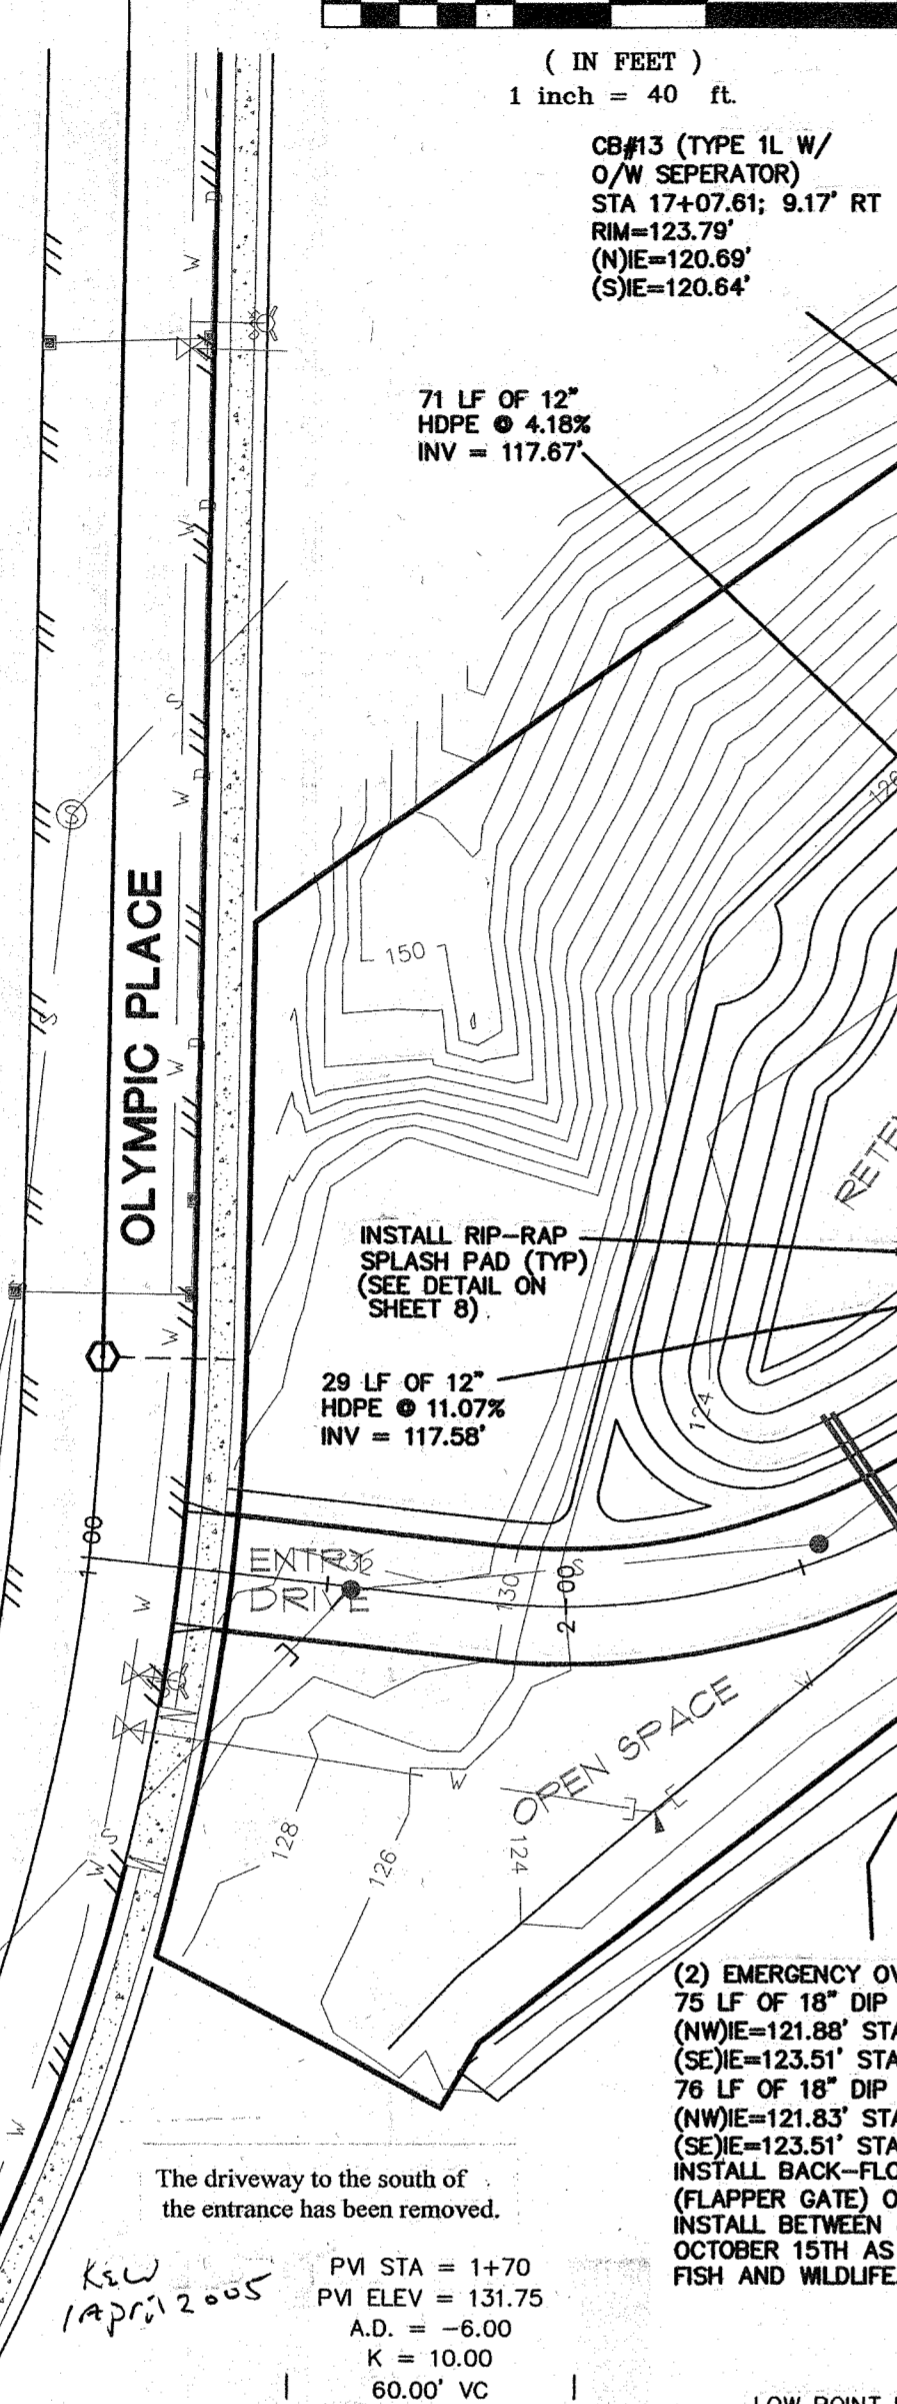 ( IN FEET )
1 inch = 40 ft.
CB#13 (TYPE 1L W/
O/W SEPERATOR)
STA 17+07.61; 9.17' RT
RIM=123.79'
(N)IE=120.69'
(S)IE=120.64'
71 LF OF 12"
HDPE @ 4.18%
INV = 117.67'
OLYMPIC PLACE
150
INSTALL RIP-RAP
SPLASH PAD (TYP)
(SEE DETAIL ON
SHEET 8)
29 LF OF 12"
HDPE @ 11.07%
INV = 117.58'
124
1+00
ENTRY
DRIVE
130
2+00
OPEN SPACE
128
126
124
(2) EMERGENCY
75 LF OF 18" DIP
(NW)IE=121.88'
(SE)IE=123.51'
76 LF OF 18" DIP
(NW)IE=121.83'
(SE)IE=123.51'
INSTALL
(FLAPPER GATE)
INSTALL BETWEEN
OCTOBER 15TH AS
FISH AND WILDLIFE
The driveway to the south of
the entrance has been removed.
KEW
1 April 2005
PVI STA = 1+70
PVI ELEV = 131.75
A.D. = -6.00
K = 10.00
60.00' VC
LOW POINT